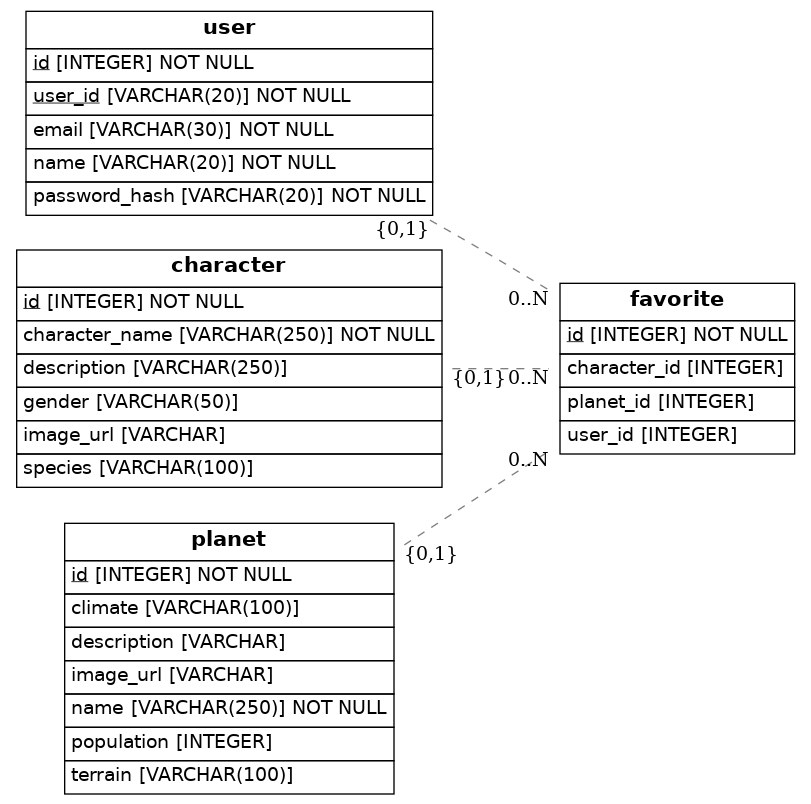 user
id [INTEGER] NOT NULL
user_id [VARCHAR(20)] NOT NULL
email [VARCHAR(30)] NOT NULL
name [VARCHAR(20)] NOT NULL
password_hash [VARCHAR(20)] NOT NULL
{0,1}
0..N
character
id [INTEGER] NOT NULL
character_name [VARCHAR(250)] NOT NULL
description [VARCHAR(250)]
gender [VARCHAR(50)]
image_url [VARCHAR]
species [VARCHAR(100)]
{0,1} 0..N
favorite
id [INTEGER] NOT NULL
character_id [INTEGER]
planet_id [INTEGER]
user_id [INTEGER]
0..N
{0,1}
planet
id [INTEGER] NOT NULL
climate [VARCHAR(100)]
description [VARCHAR]
image_url [VARCHAR]
name [VARCHAR(250)] NOT NULL
population [INTEGER]
terrain [VARCHAR(100)]